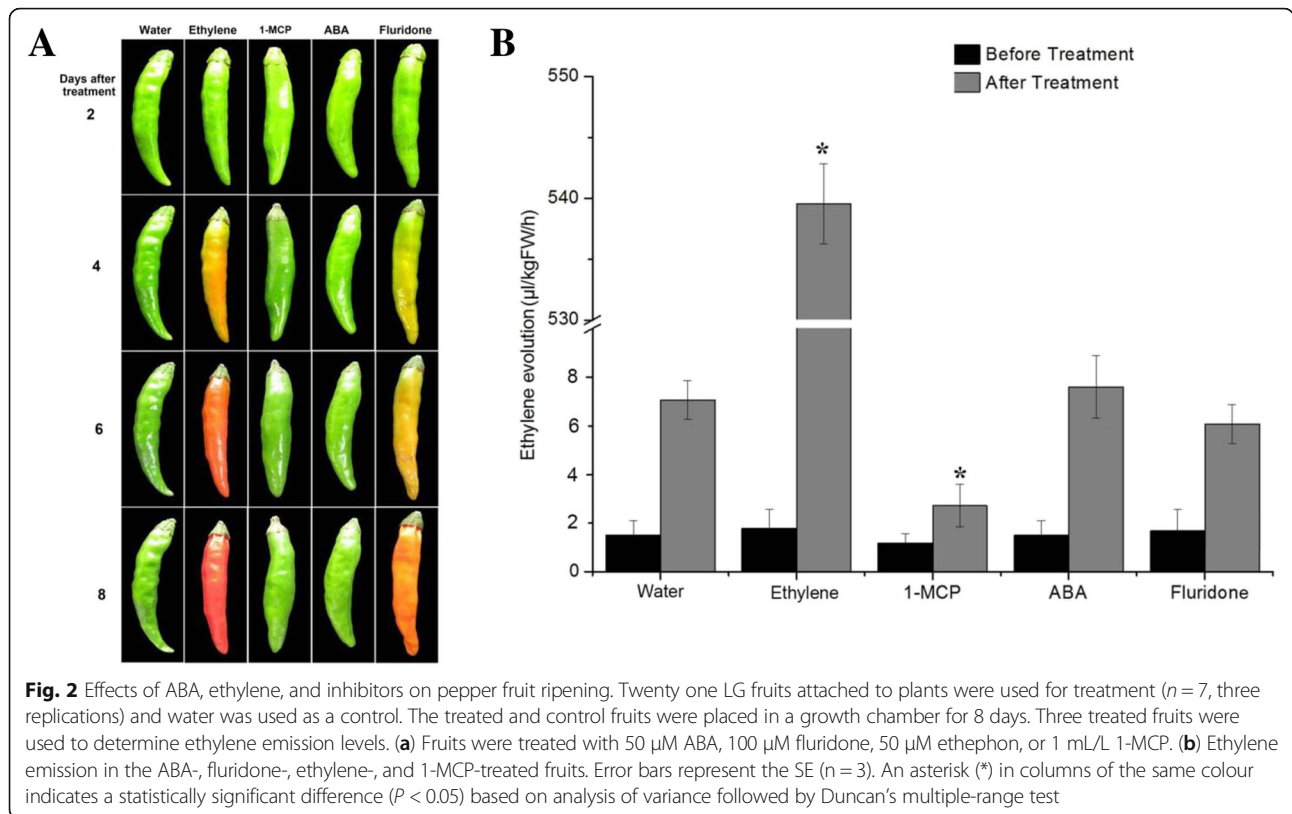 A
Water Ethylene 1-MCP ABA Fluridone
Days after
treatment
2
4
6
8
B
Before Treatment
After Treatment
550
540
530
8
6
4
2
0
Ethylene evolution (µl/kgFW/h)
*
*
Water Ethylene 1-MCP ABA Fluridone
Fig. 2 Effects of ABA, ethylene, and inhibitors on pepper fruit ripening. Twenty one LG fruits attached to plants were used for treatment (n = 7, three
replications) and water was used as a control. The treated and control fruits were placed in a growth chamber for 8 days. Three treated fruits were
used to determine ethylene emission levels. (a) Fruits were treated with 50 µM ABA, 100 µM fluridone, 50 µM ethephon, or 1 mL/L 1-MCP. (b) Ethylene
emission in the ABA-, fluridone-, ethylene-, and 1-MCP-treated fruits. Error bars represent the SE (n = 3). An asterisk (*) in columns of the same colour
indicates a statistically significant difference (P < 0.05) based on analysis of variance followed by Duncan's multiple-range test